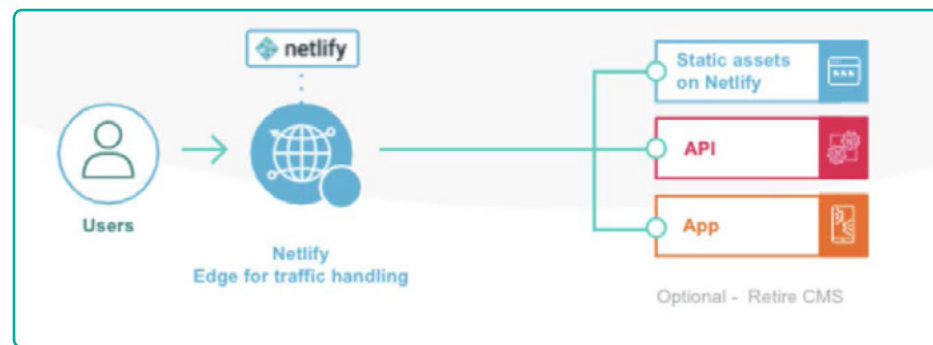 netlify
Static assets
on Netlify
API
App
Users
Netlify
Edge for traffic handling
Optional - Retire CMS